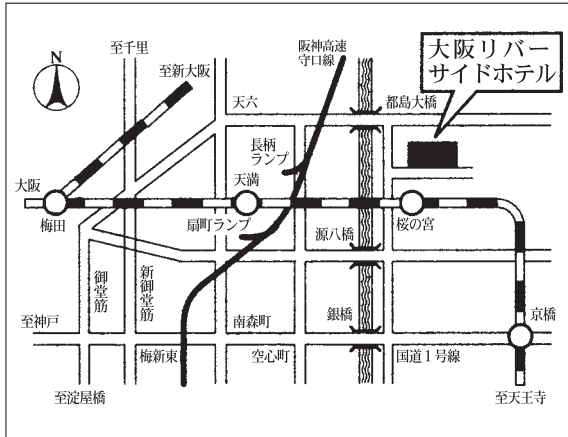 至千里
阪神高速
守口線
大阪リバー
サイドホテル
N
至新大阪
天六
都島大橋
長柄
ランプ
大阪
天満
梅田
扇町ランプ
源八橋
桜の宮
御堂筋
新御堂筋
至神戸
南森町
銀橋
京橋
梅新東
空心町
国道1号線
至淀屋橋
至天王寺